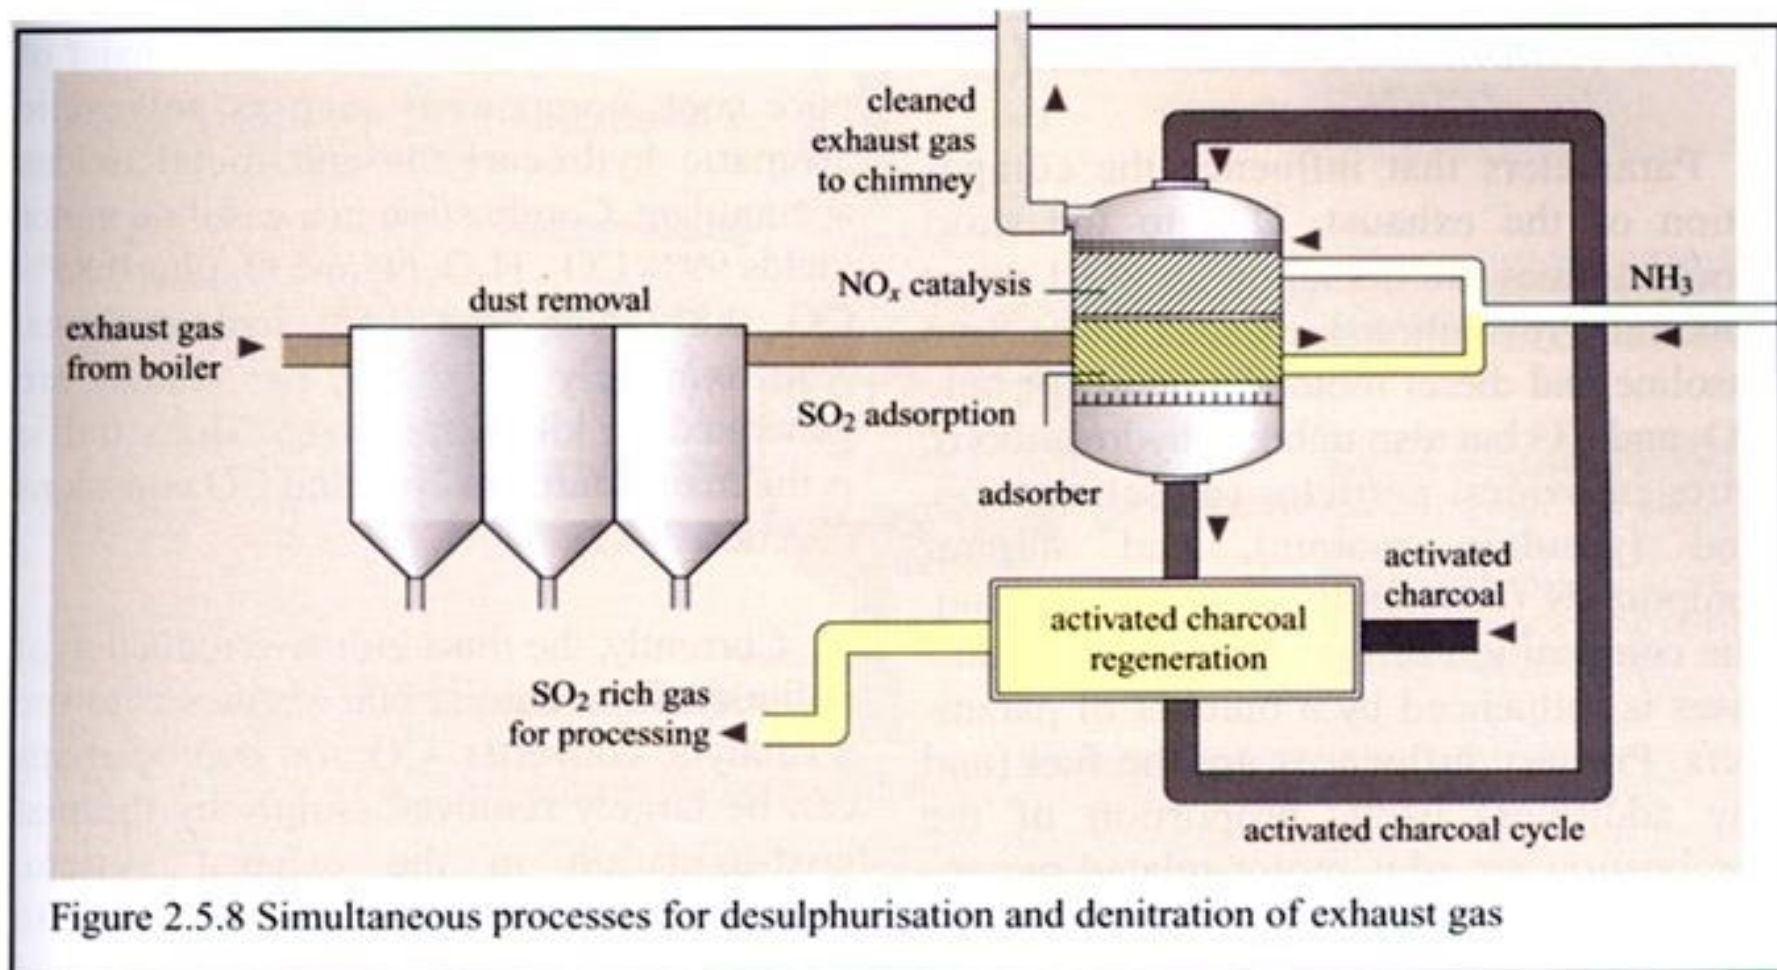 cleaned
exhaust gas
to chimney
NOₓ catalysis
NH₃
dust removal
exhaust gas
from boiler
SO₂ adsorption
adsorber
activated
charcoal
activated charcoal
regeneration
SO₂ rich gas
for processing
activated charcoal cycle
Figure 2.5.8 Simultaneous processes for desulphurisation and denitration of exhaust gas